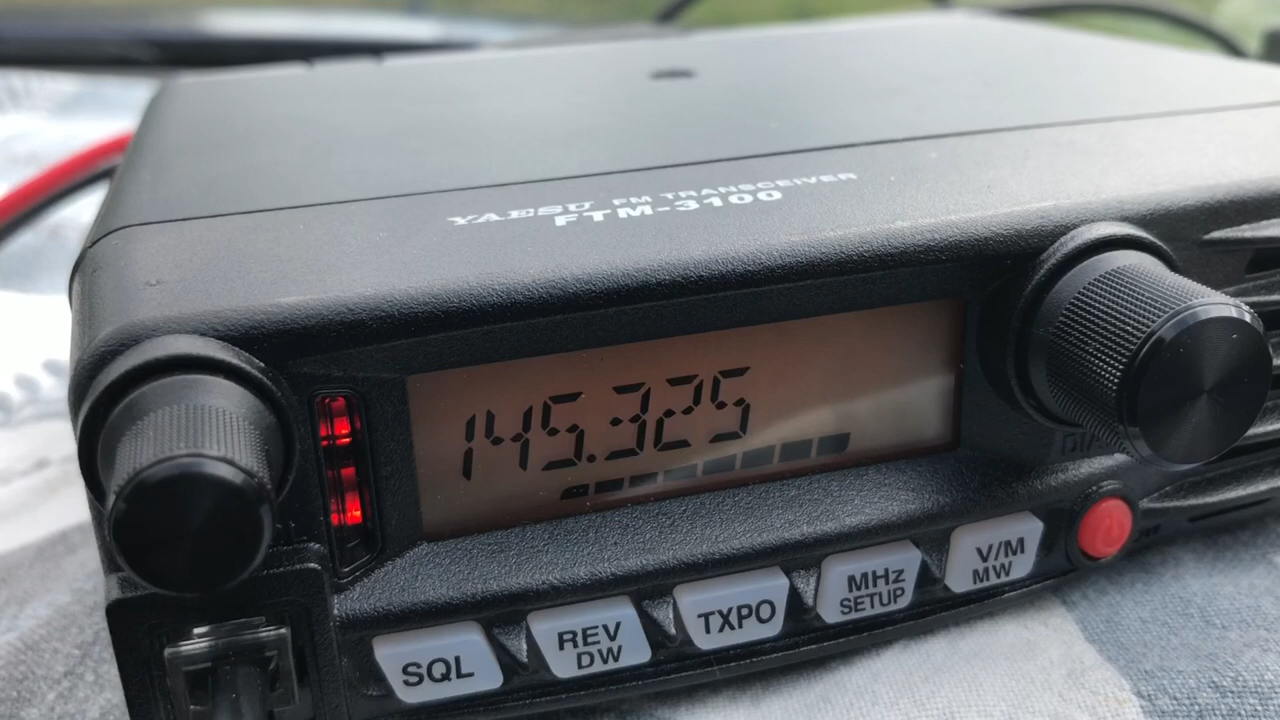 YAESU FM TRANSCEIVER
FTM-3100
145.325
SQL
REV
DW
TXPO
MHz
SETUP
V/M
MW